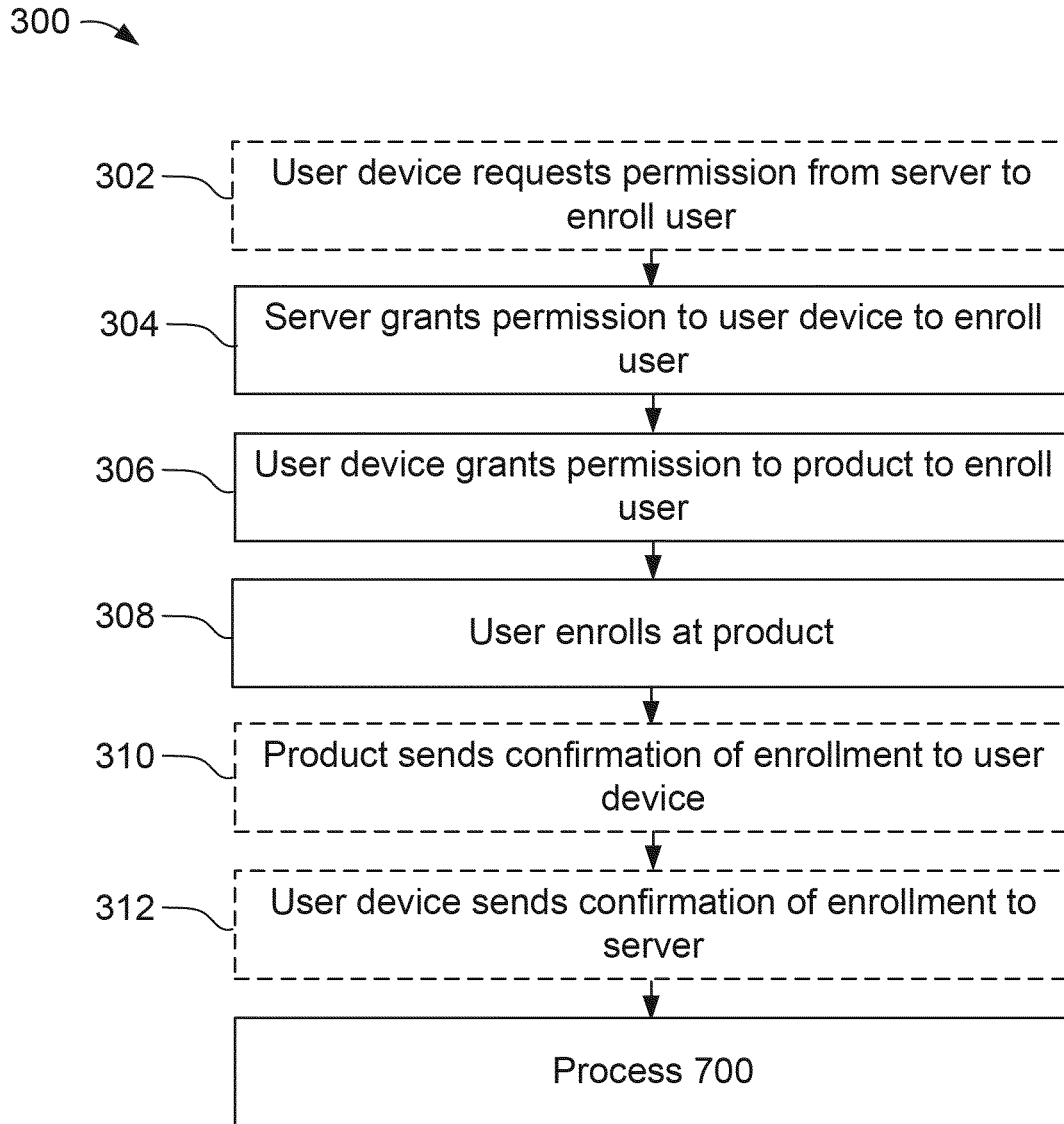 300
302
User device requests permission from server to
enroll user
304
Server grants permission to user device to enroll
user
306
User device grants permission to product to enroll
user
308
User enrolls at product
310
Product sends confirmation of enrollment to user
device
312
User device sends confirmation of enrollment to
server
Process 700